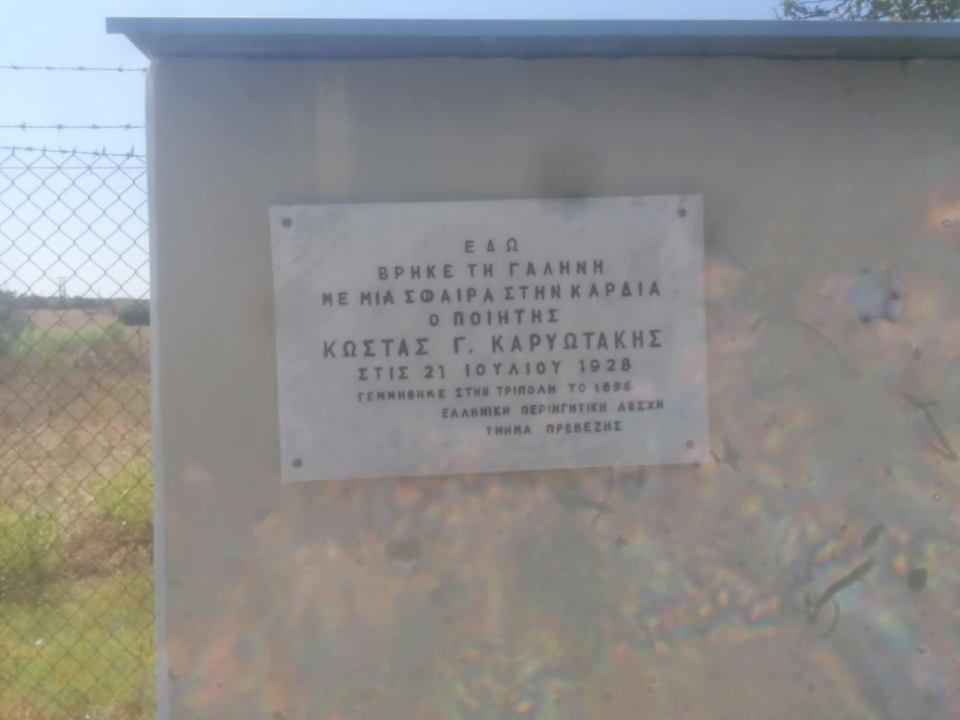 ΕΔΩ
ΒΡΗΚΕ ΤΗ ΓΑΛΗΝΗ
ΜΕ ΜΙΑ ΣΦΑΙΡΑ ΣΤΗΝ ΚΑΡΔΙΑ
Ο ΠΟΙΗΤΗΣ
ΚΩΣΤΑΣ Γ. ΚΑΡΥΩΤΑΚΗΣ
ΣΤΙΣ 21 ΙΟΥΛΙΟΥ 1928
ΓΕΝΝΗΘΗΚΕ ΣΤΗΝ ΤΡΙΠΟΛΗ ΤΟ 1896
ΕΛΛΗΝΙΚΗ ΠΕΡΙΗΓΗΤΙΚΗ ΛΕΣΧΗ
ΤΜΗΜΑ ΠΡΕΒΕΖΗΣ